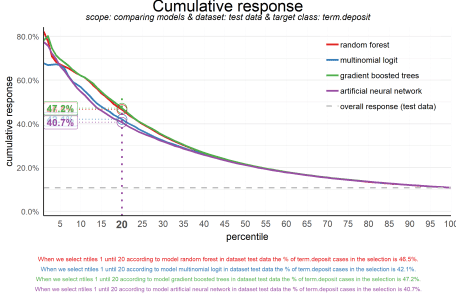 Cumulative response
scope: comparing models & dataset: test data & target class: term.deposit
80.0%
60.0%
40.0%
20.0%
0.0%
cumulative response
random forest
multinomial logit
gradient boosted trees
artificial neural network
overall response (test data)
47.2%
40.7%
5 10 15 20 25 30 35 40 45 50 55 60 65 70 75 80 85 90 95 100
percentile
When we select ntiles 1 until 20 according to model random forest in dataset test data the % of term.deposit cases in the selection is 46.5%.
When we select ntiles 1 until 20 according to model multinomial logit in dataset test data the % of term.deposit cases in the selection is 42.1%.
When we select ntiles 1 until 20 according to model gradient boosted trees in dataset test data the % of term.deposit cases in the selection is 47.2%.
When we select ntiles 1 until 20 according to model artificial neural network in dataset test data the % of term.deposit cases in the selection is 40.7%.